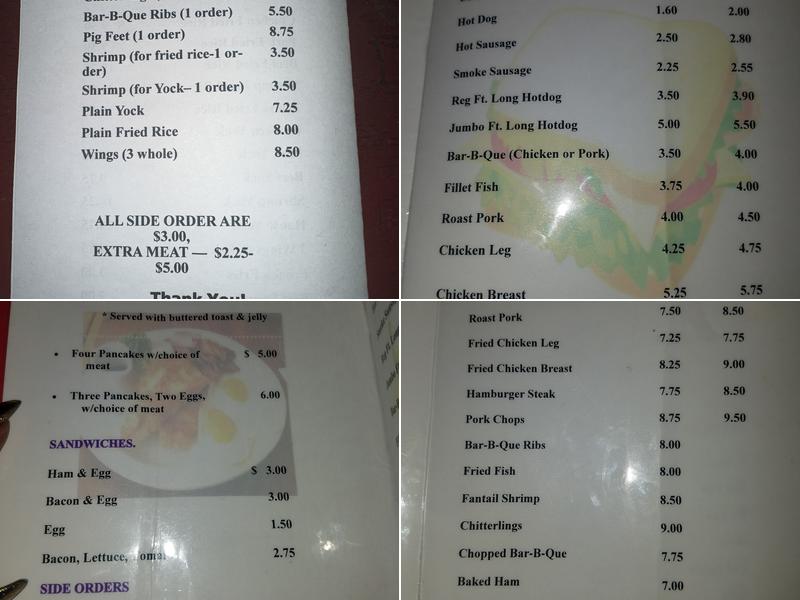 Bar-B-Que Ribs (1 order) 5.50
Pig Feet (1 order) 8.75
Shrimp (for fried rice-1 or- 3.50
der)
Shrimp (for Yock– 1 order) 3.50
Plain Yock 7.25
Plain Fried Rice 8.00
Wings (3 whole) 8.50
ALL SIDE ORDER ARE
$3.00,
EXTRA MEAT — $2.25-
$5.00
Thank You!
Hot Dog 1.60 2.00
Hot Sausage 2.50 2.80
Smoke Sausage 2.25 2.55
Reg Ft. Long Hotdog 3.50 3.90
Jumbo Ft. Long Hotdog 5.00 5.50
Bar-B-Que (Chicken or Pork) 3.50 4.00
Fillet Fish 3.75 4.00
Roast Pork 4.00 4.50
Chicken Leg 4.25 4.75
Chicken Breast 5.25 5.75
* Served with buttered toast & jelly
• Four Pancakes w/choice of $ 5.00
meat
• Three Pancakes, Two Eggs, 6.00
w/choice of meat
SANDWICHES.
Ham & Egg $ 3.00
Bacon & Egg 3.00
Egg 1.50
Bacon, Lettuce, 2.75
SIDE ORDERS
Roast Pork 7.50 8.50
Fried Chicken Leg 7.25 7.75
Fried Chicken Breast 8.25 9.00
Hamburger Steak 7.75 8.50
Pork Chops 8.75 9.50
Bar-B-Que Ribs 8.00
Fried Fish 8.00
Fantail Shrimp 8.50
Chitterlings 9.00
Chopped Bar-B-Que 7.75
Baked Ham 7.00